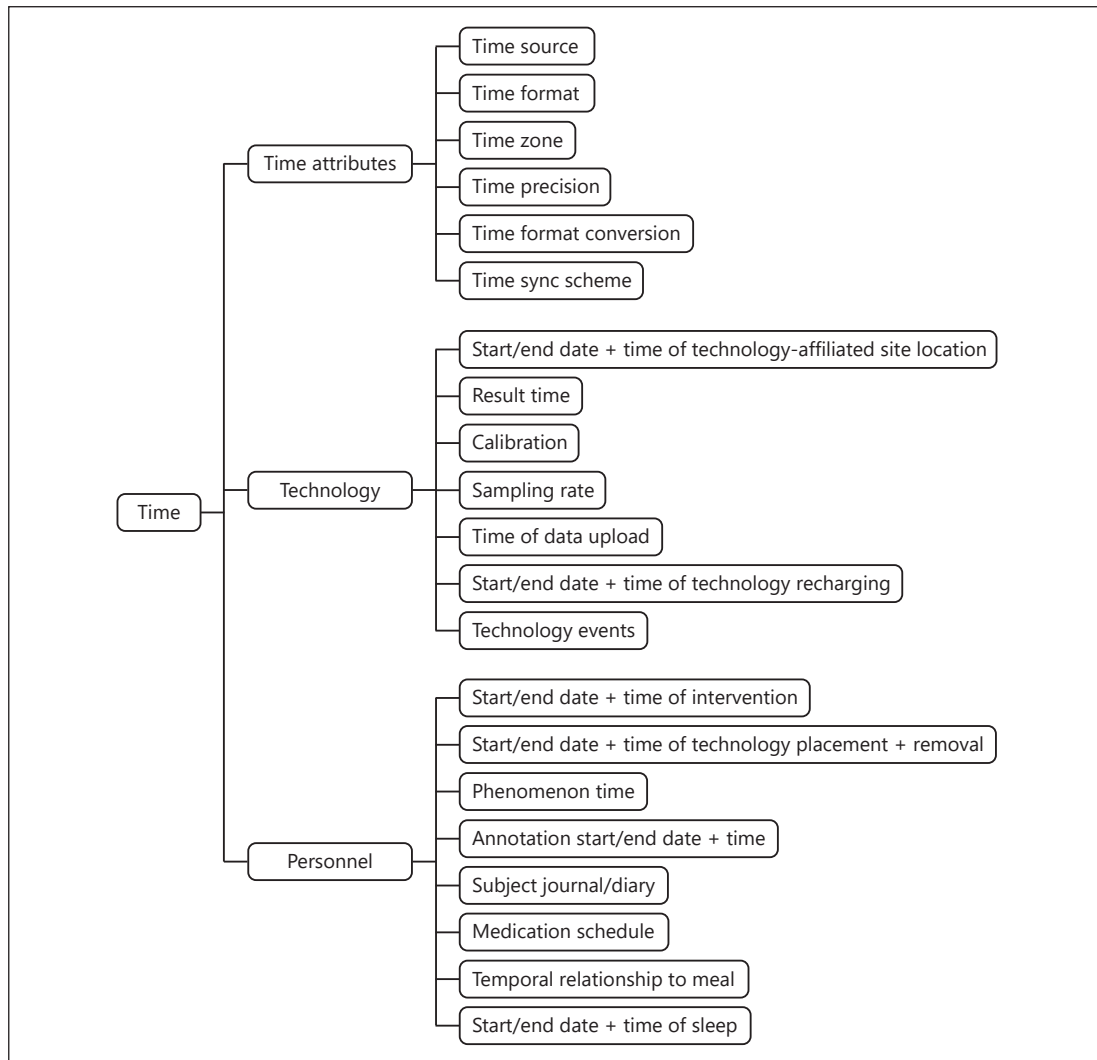 Time source
Time format
Time zone
Time attributes
Time precision
Time format conversion
Time sync scheme
Start/end date + time of technology-affiliated site location
Result time
Calibration
Technology
Sampling rate
Time
Time of data upload
Start/end date + time of technology recharging
Technology events
Start/end date + time of intervention
Start/end date + time of technology placement + removal
Phenomenon time
Annotation start/end date + time
Personnel
Subject journal/diary
Medication schedule
Temporal relationship to meal
Start/end date + time of sleep